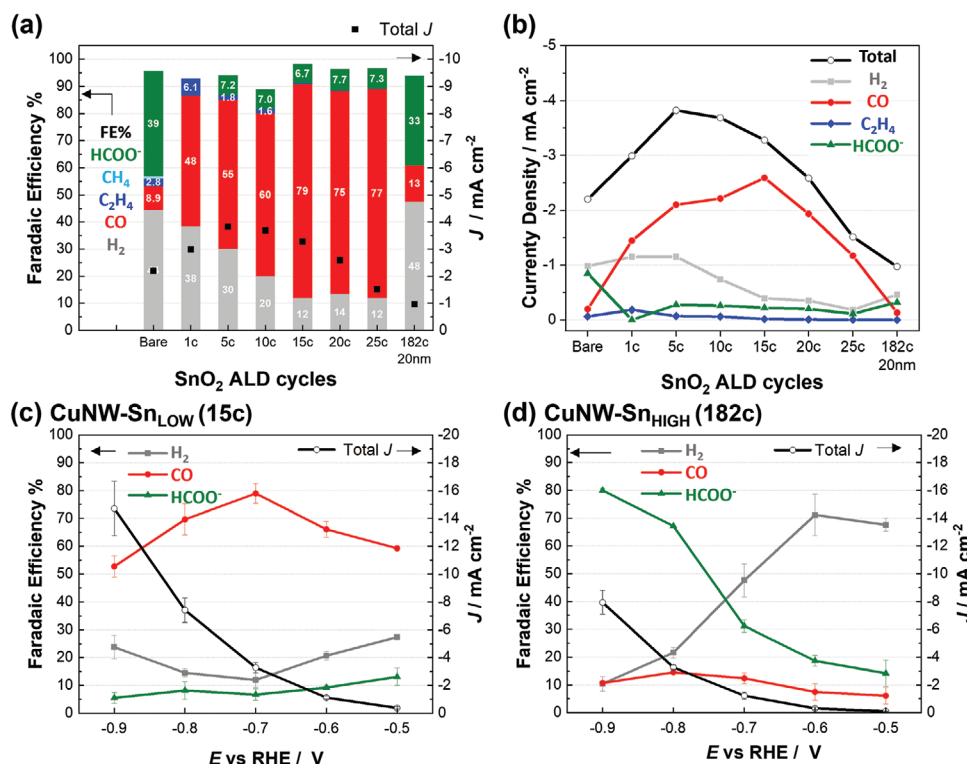 (a)
■ Total J
Faradaic Efficiency %
100
90
80
70
60
50
40
30
20
10
0
FE%
HCOO⁻
CH₄
C₂H₄
CO
H₂
39
2.8
8.9
6.1
48
38
7.2
1.8
55
30
7.0
1.6
60
20
6.7
79
12
7.7
75
14
7.3
77
12
33
13
48
-10
-9
-8
-7
-6
-5
-4
-3
-2
-1
0
J / mA cm⁻²
Bare 1c 5c 10c 15c 20c 25c 182c
20nm
SnO₂ ALD cycles
(b)
Currenty Density / mA cm⁻²
-5
-4
-3
-2
-1
0
Total
H₂
CO
C₂H₄
HCOO⁻
Bare 1c 5c 10c 15c 20c 25c 182c
20nm
SnO₂ ALD cycles
(c) CuNW-Sn_LOW (15c)
Faradaic Efficiency %
100
90
80
70
60
50
40
30
20
10
0
H₂
CO
HCOO⁻
Total J
-20
-18
-16
-14
-12
-10
-8
-6
-4
-2
0
J / mA cm⁻²
-0.9 -0.8 -0.7 -0.6 -0.5
E vs RHE / V
(d) CuNW-Sn_HIGH (182c)
Faradaic Efficiency %
100
90
80
70
60
50
40
30
20
10
0
H₂
CO
HCOO⁻
Total J
-20
-18
-16
-14
-12
-10
-8
-6
-4
-2
0
J / mA cm⁻²
-0.9 -0.8 -0.7 -0.6 -0.5
E vs RHE / V